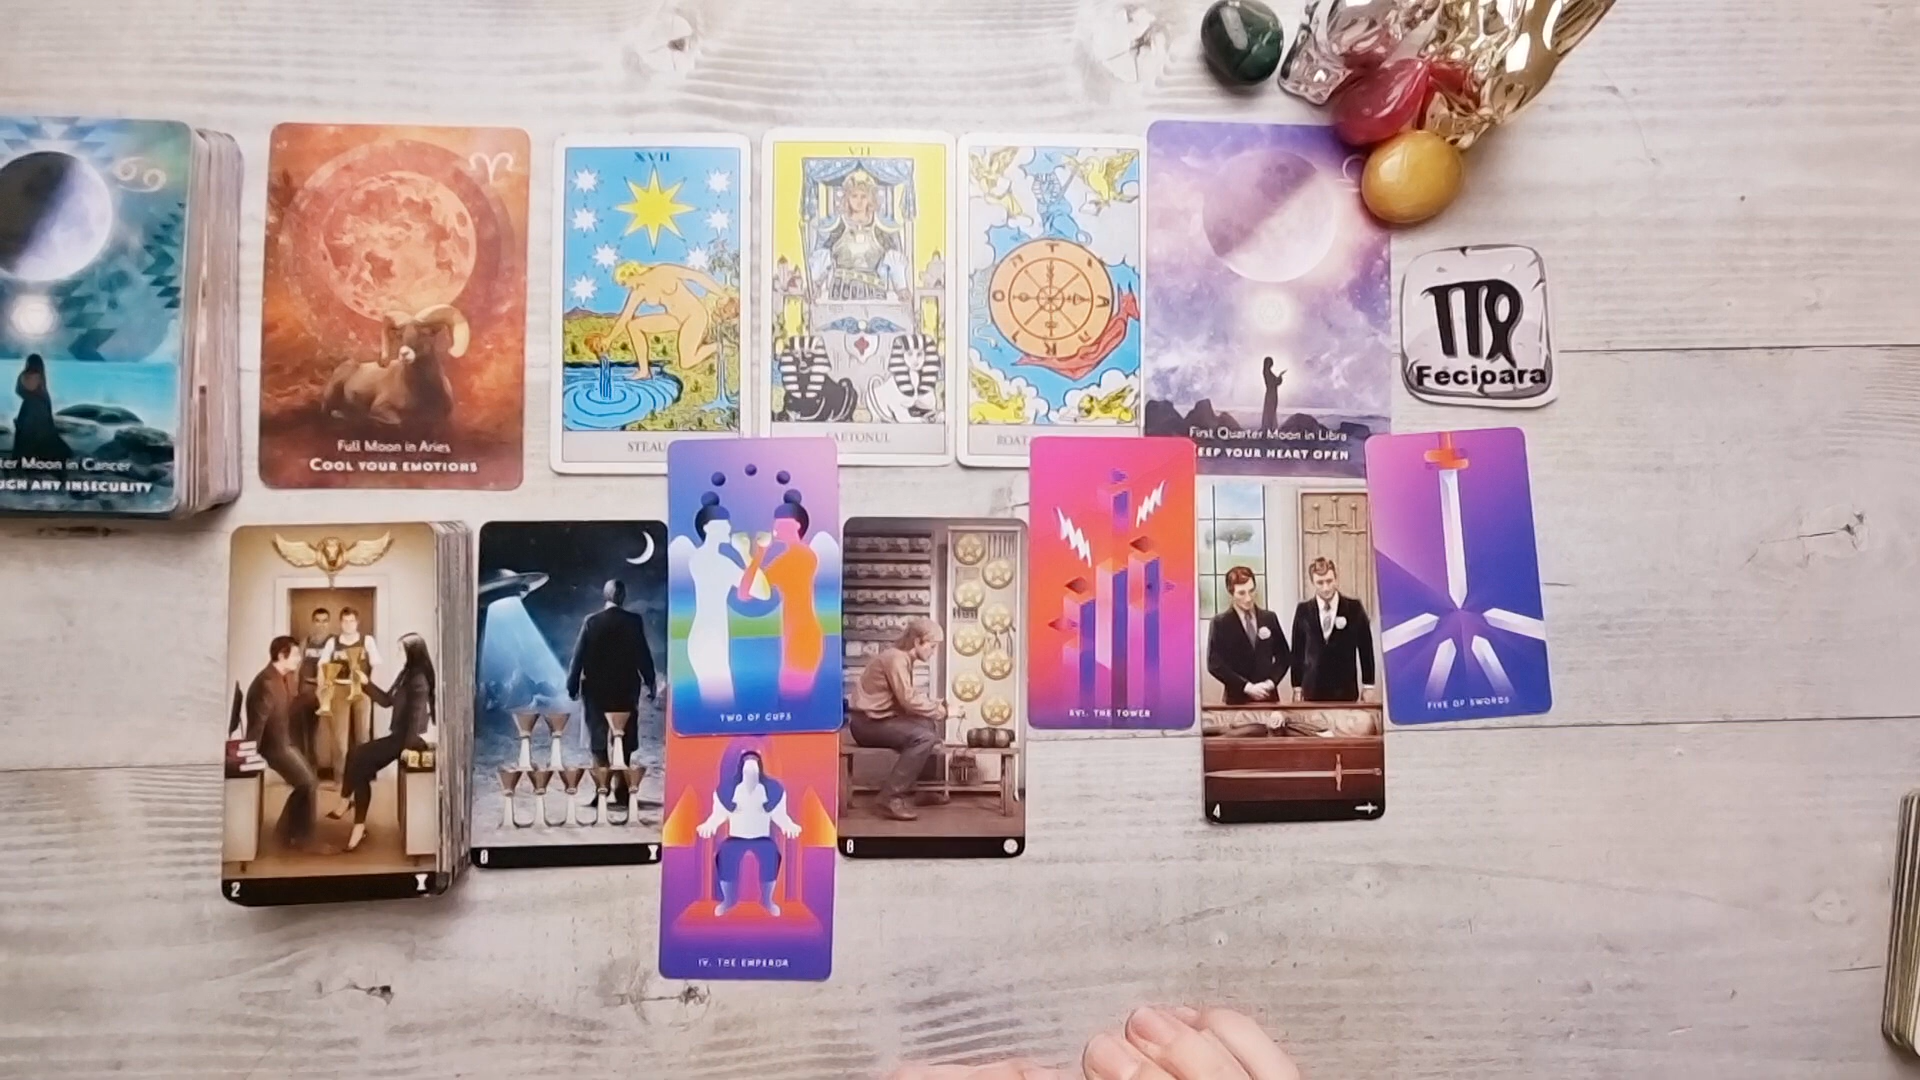 ter Moon in Cancer
UGH ANY INSECURITY
Full Moon in Aries
COOL YOUR EMOTIONS
XVII
STEAU
VII
FAETONUL
X
ROAT
First Quarter Moon in Libra
EEP YOUR HEART OPEN
Fecioara
2
TWO OF CUPS
IV. THE EMPEROR
8
XVI. THE TOWER
4
FIVE OF SWORDS